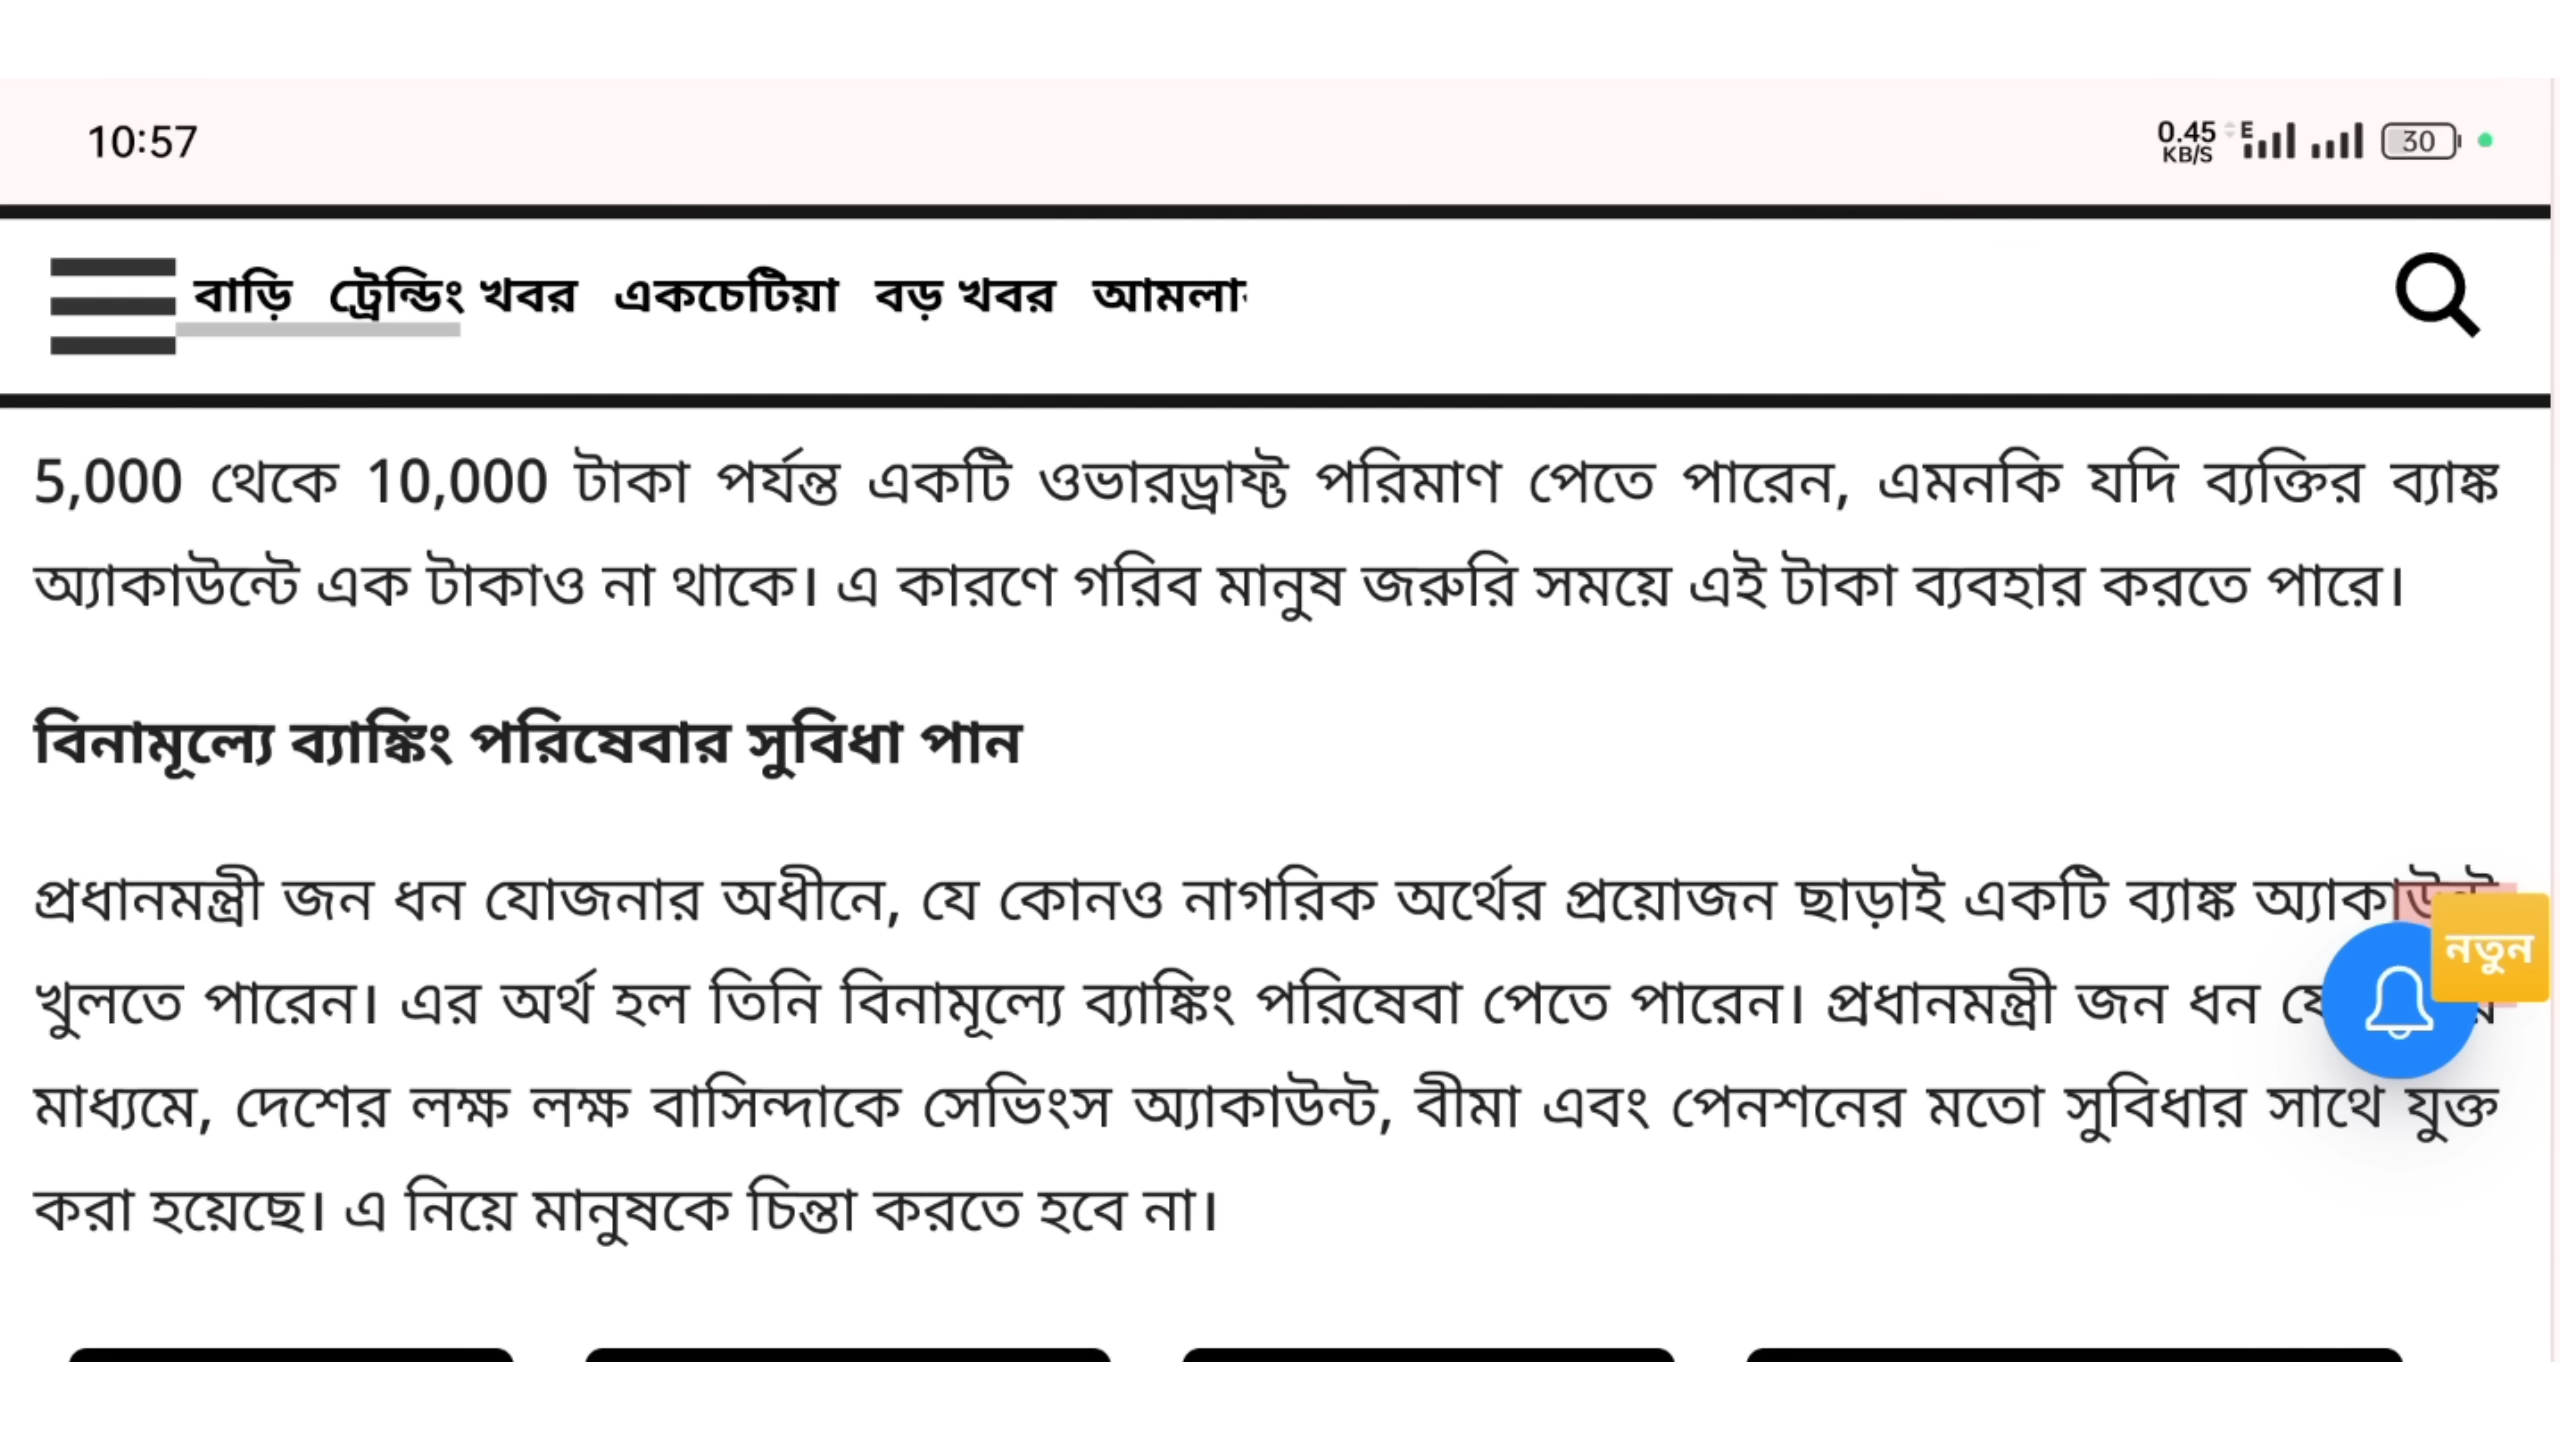 10:57
0.45 KB/S E 30
বাড়ি ট্রেন্ডিং খবর একচেটিয়া বড় খবর
5,000 থেকে 10,000 টাকা পর্যন্ত একটি ওভারড্রাফ্ট পরিমাণ পেতে পারেন, এমনকি যদি ব্যক্তির ব্যাঙ্ক
অ্যাকাউন্টে এক টাকাও না থাকে। এ কারণে গরিব মানুষ জরুরি সময়ে এই টাকা ব্যবহার করতে পারে।
বিনামূল্যে ব্যাঙ্কিং পরিষেবার সুবিধা পান
প্রধানমন্ত্রী জন ধন যোজনার অধীনে, যে কোনও নাগরিক অর্থের প্রয়োজন ছাড়াই একটি ব্যাঙ্ক অ্যাকাউন্ট
নতুন
খুলতে পারেন। এর অর্থ হল তিনি বিনামূল্যে ব্যাঙ্কিং পরিষেবা পেতে পারেন। প্রধানমন্ত্রী জন ধন
মাধ্যমে, দেশের লক্ষ লক্ষ বাসিন্দাকে সেভিংস অ্যাকাউন্ট, বীমা এবং পেনশনের মতো সুবিধার সাথে যুক্ত
করা হয়েছে। এ নিয়ে মানুষকে চিন্তা করতে হবে না।